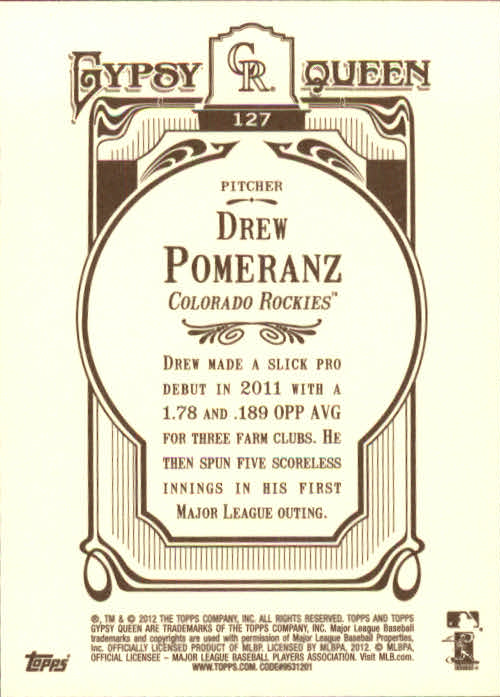 GYPSY CR QUEEN
127
PITCHER
DREW
POMERANZ
COLORADO ROCKIES™
DREW MADE A SLICK PRO
DEBUT IN 2011 WITH A
1.78 AND .189 OPP AVG
FOR THREE FARM CLUBS. HE
THEN SPUN FIVE SCORELESS
INNINGS IN HIS FIRST
MAJOR LEAGUE OUTING.
®, TM & © 2012 THE TOPPS COMPANY, INC. ALL RIGHTS RESERVED. TOPPS AND TOPPS
GYPSY QUEEN ARE TRADEMARKS OF THE TOPPS COMPANY, INC. Major League Baseball
trademarks and copyrights are used with permission of Major League Baseball Properties,
Inc. OFFICIALLY LICENSED PRODUCT OF MLBP. LICENSED BY MLBPA, 2012. © MLBPA,
OFFICIAL LICENSEE – MAJOR LEAGUE BASEBALL PLAYERS ASSOCIATION. Visit MLB.com.
WWW.TOPPS.COM. CODE#9531201
topps